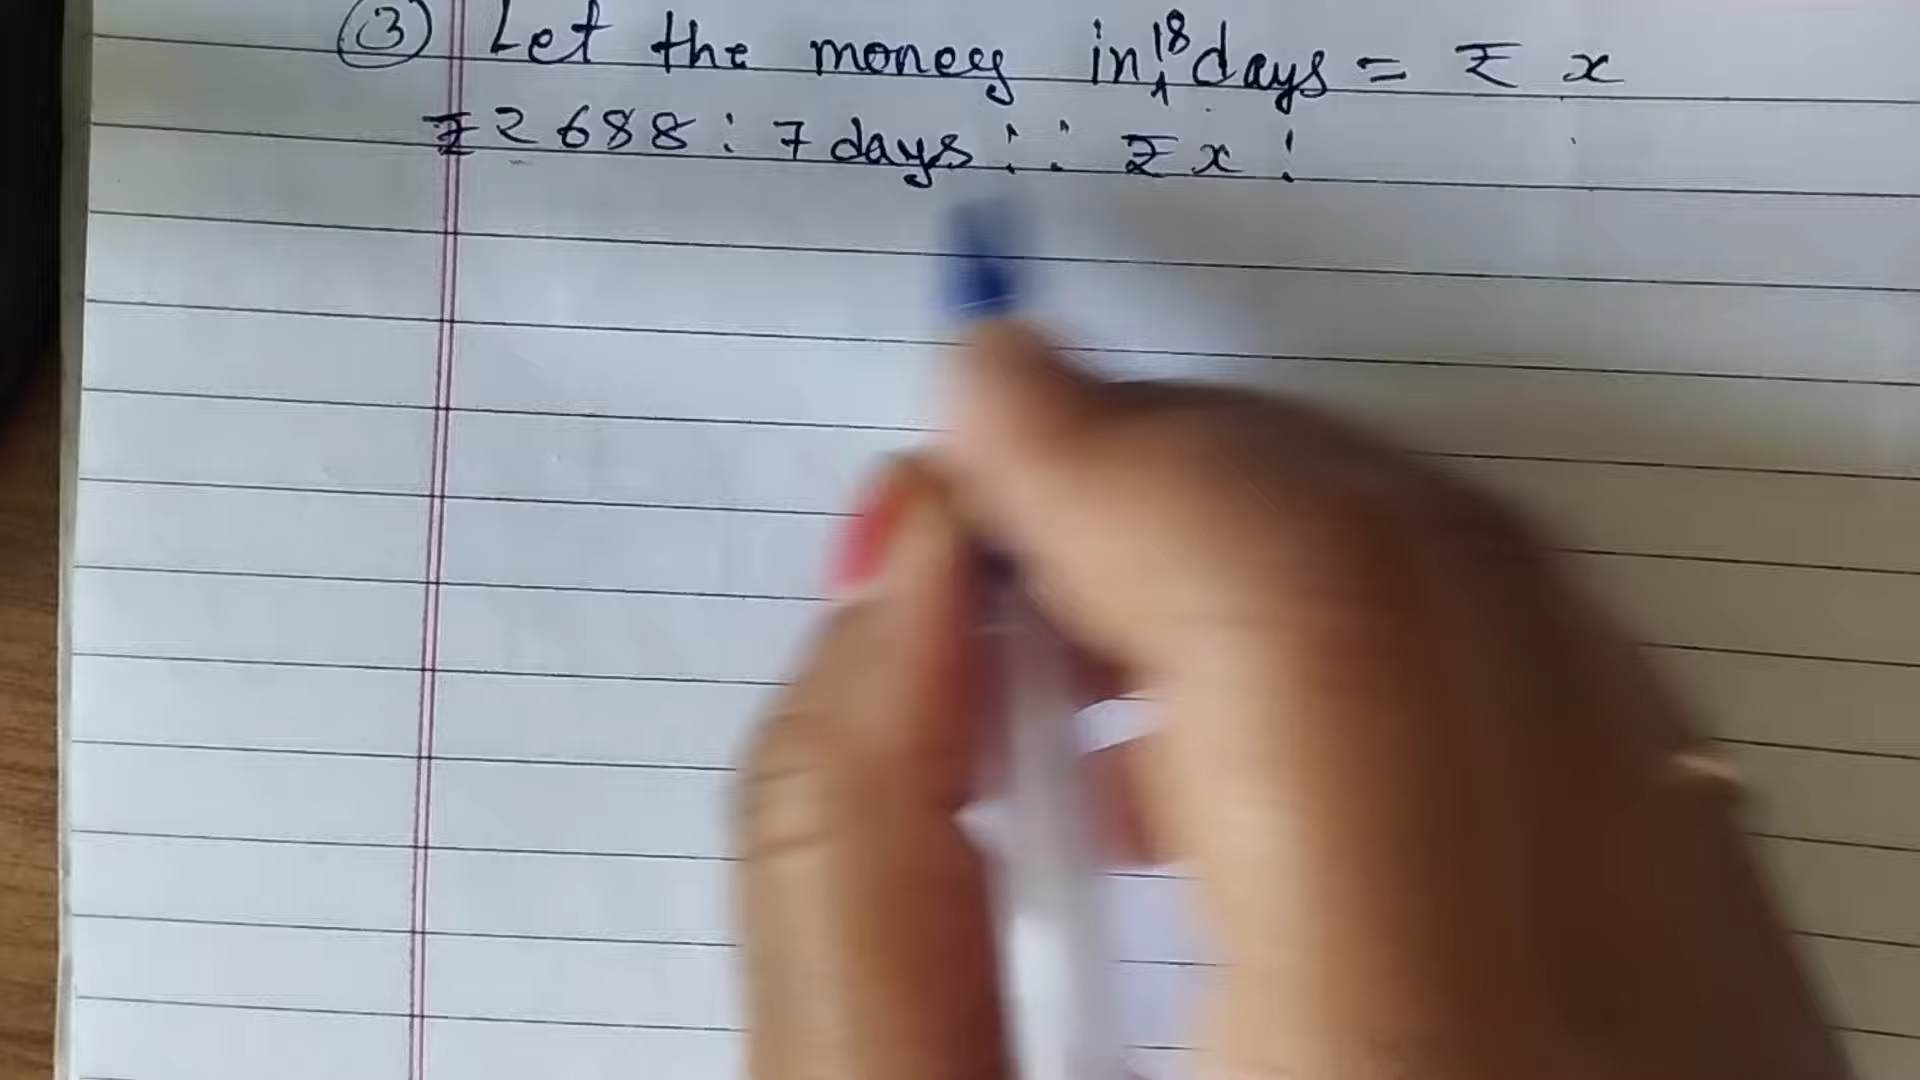 ③ Let the money in ‸18 days = ₹ x
₹2688 : 7 days :: ₹ x :